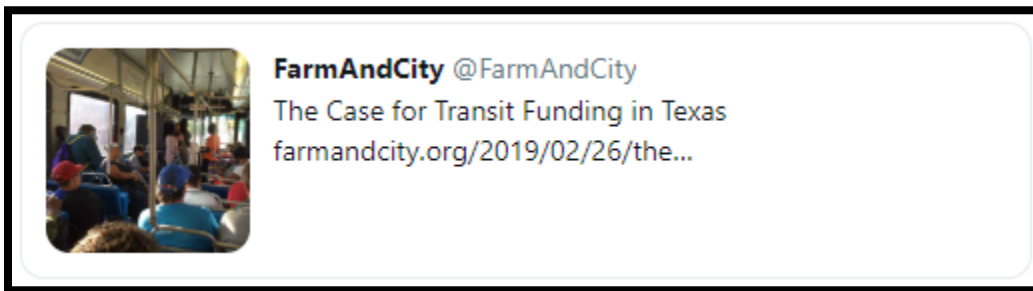 FarmAndCity @FarmAndCity
The Case for Transit Funding in Texas
farmandcity.org/2019/02/26/the...